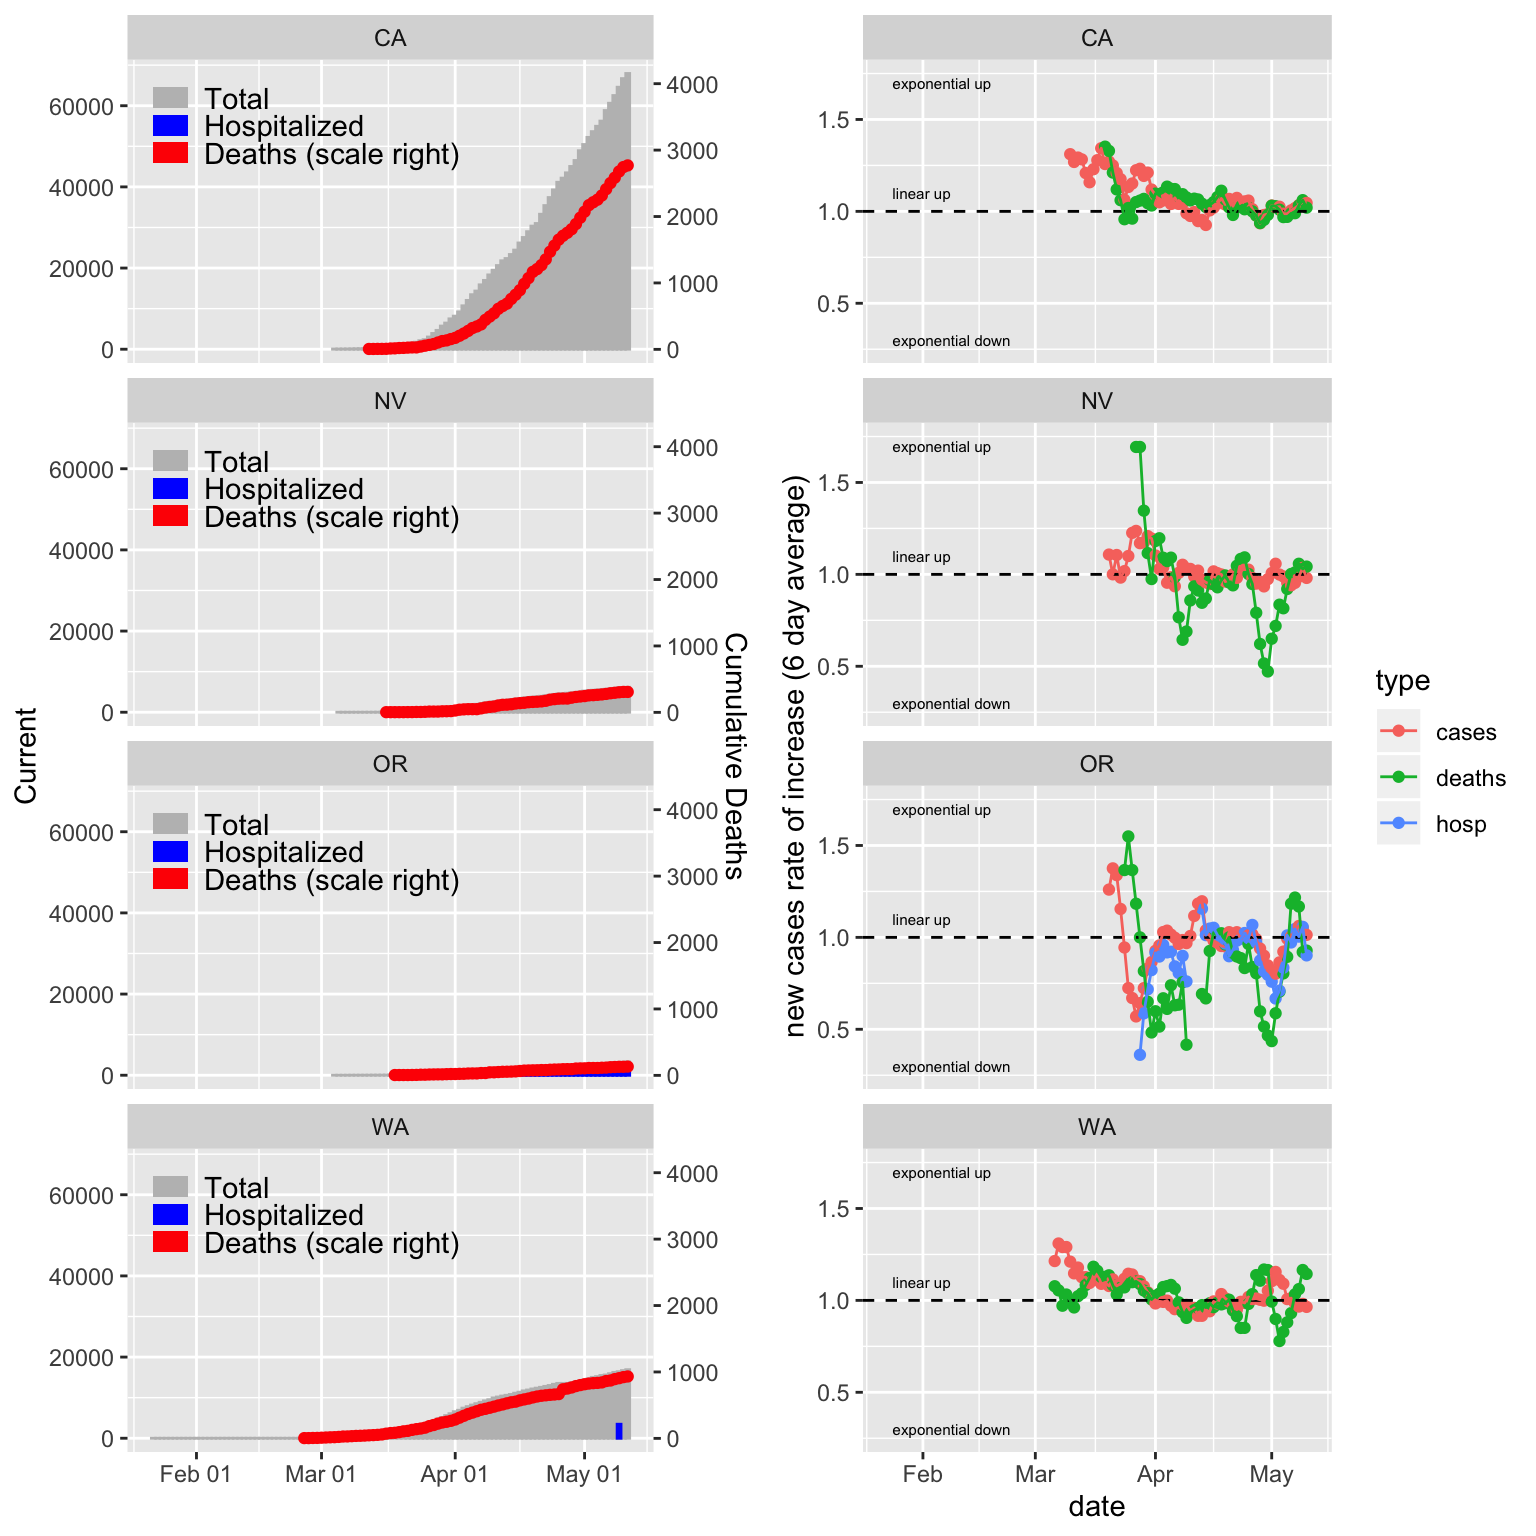 CA
Total
Hospitalized
Deaths (scale right)
60000
40000
20000
0
4000
3000
2000
1000
0
NV
Total
Hospitalized
Deaths (scale right)
60000
40000
20000
0
4000
3000
2000
1000
0
OR
Total
Hospitalized
Deaths (scale right)
60000
40000
20000
0
4000
3000
2000
1000
0
WA
Total
Hospitalized
Deaths (scale right)
60000
40000
20000
0
4000
3000
2000
1000
0
Feb 01
Mar 01
Apr 01
May 01
Current
Cumulative Deaths
CA
exponential up
linear up
exponential down
1.5
1.0
0.5
NV
exponential up
linear up
exponential down
1.5
1.0
0.5
OR
exponential up
linear up
exponential down
1.5
1.0
0.5
WA
exponential up
linear up
exponential down
1.5
1.0
0.5
Feb
Mar
Apr
May
date
new cases rate of increase (6 day average)
type
cases
deaths
hosp